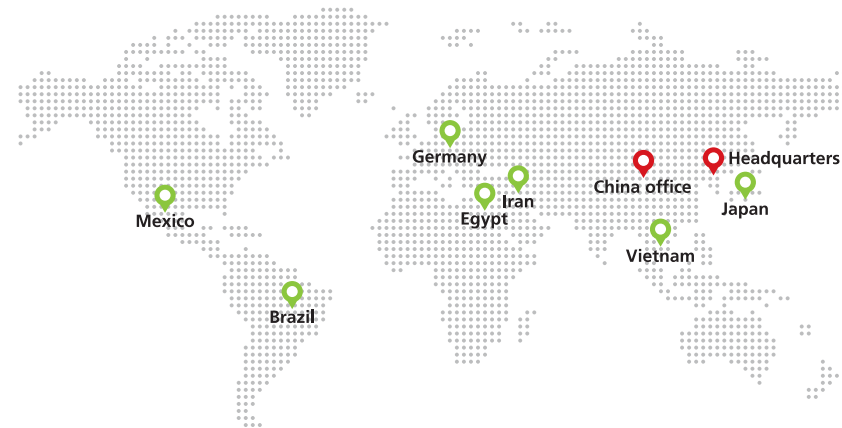 Germany
Headquarters
China office
Iran
Japan
Mexico
Egypt
Vietnam
Brazil